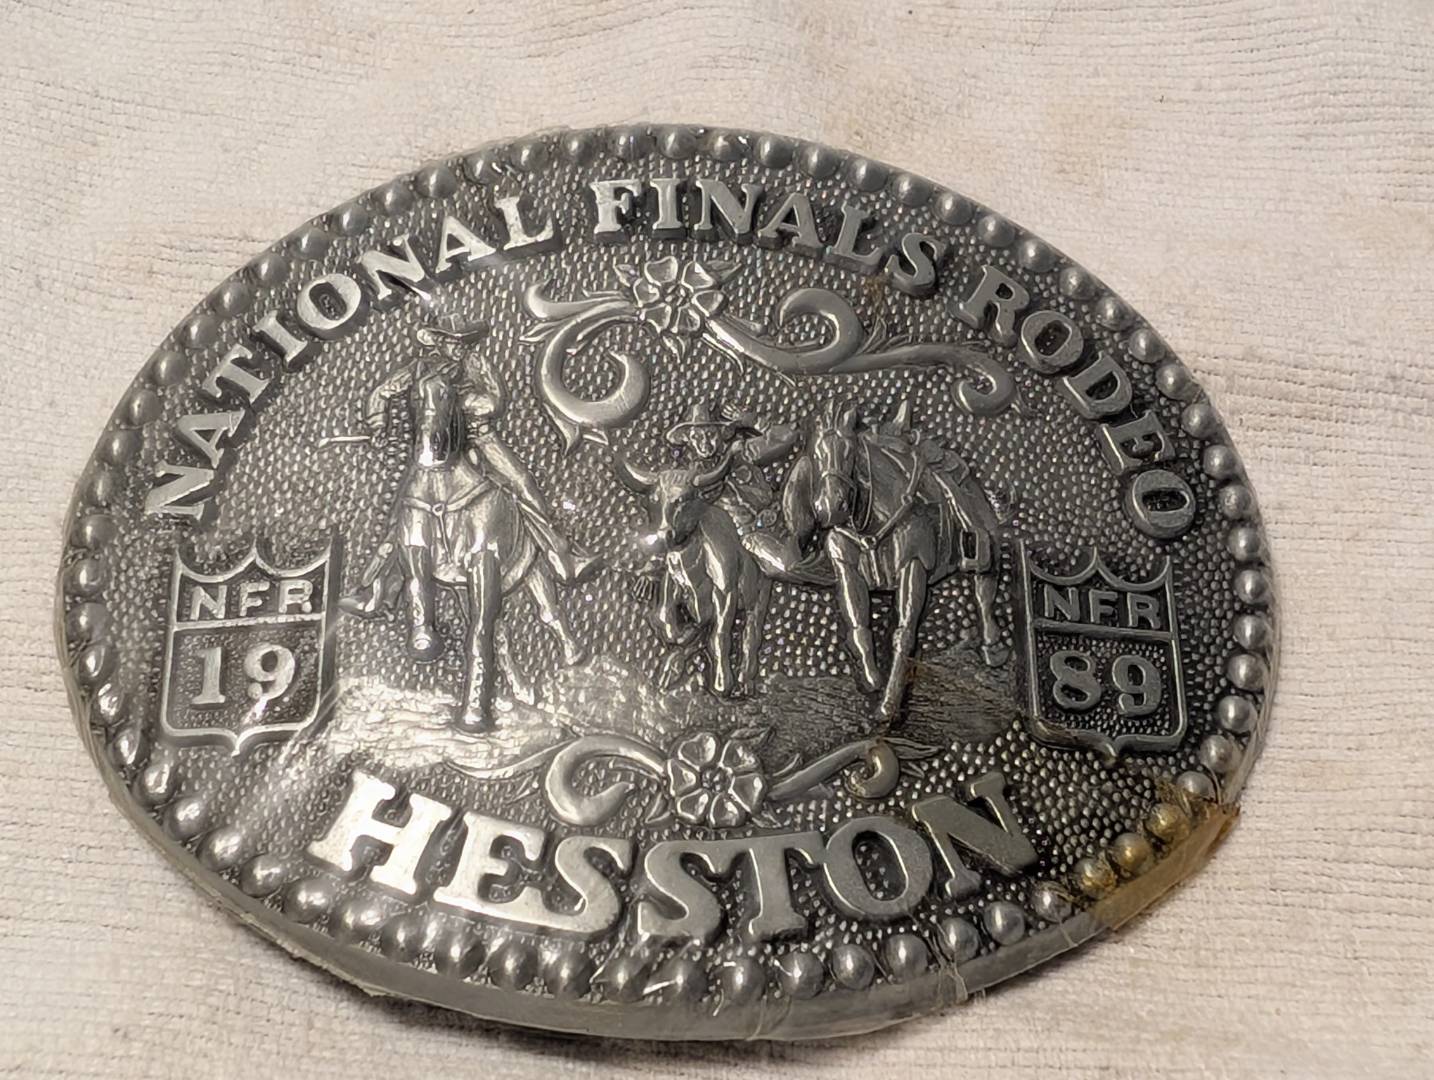 NATIONAL FINALS RODEO
NFR
19
NFR
89
HESSTON